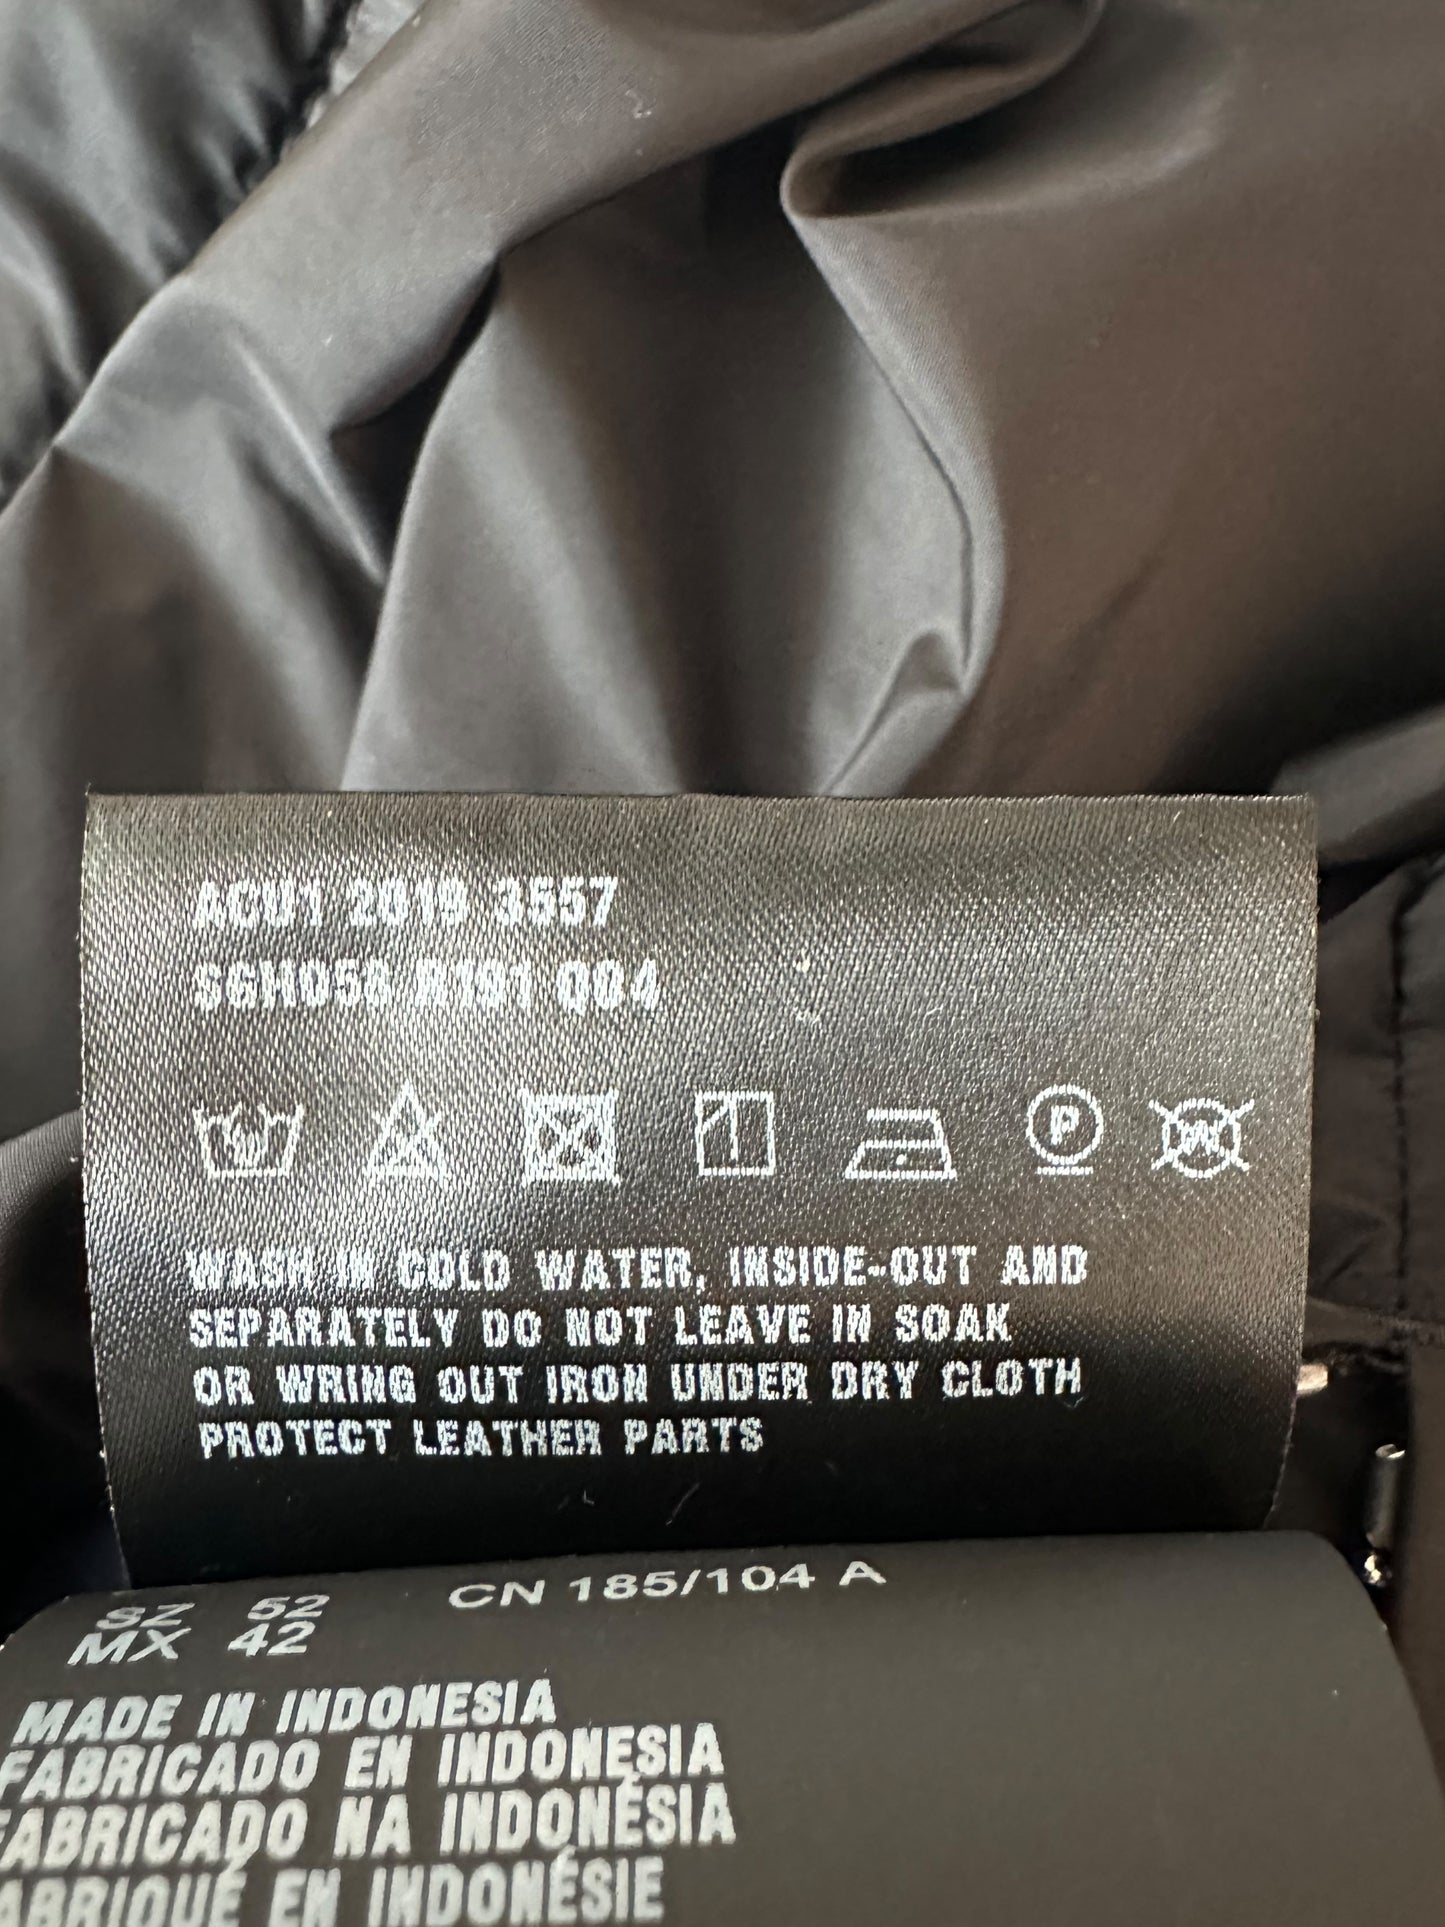 ACU1 2019 3557
S6H058 R191 Q04
P
W
WASH IN COLD WATER, INSIDE-OUT AND
SEPARATELY DO NOT LEAVE IN SOAK
OR WRING OUT IRON UNDER DRY CLOTH
PROTECT LEATHER PARTS
SZ 52 CN 185/104 A
MX 42
MADE IN INDONESIA
FABRICADO EN INDONESIA
FABRICADO NA INDONÉSIA
FABRIQUÉ EN INDONÉSIE